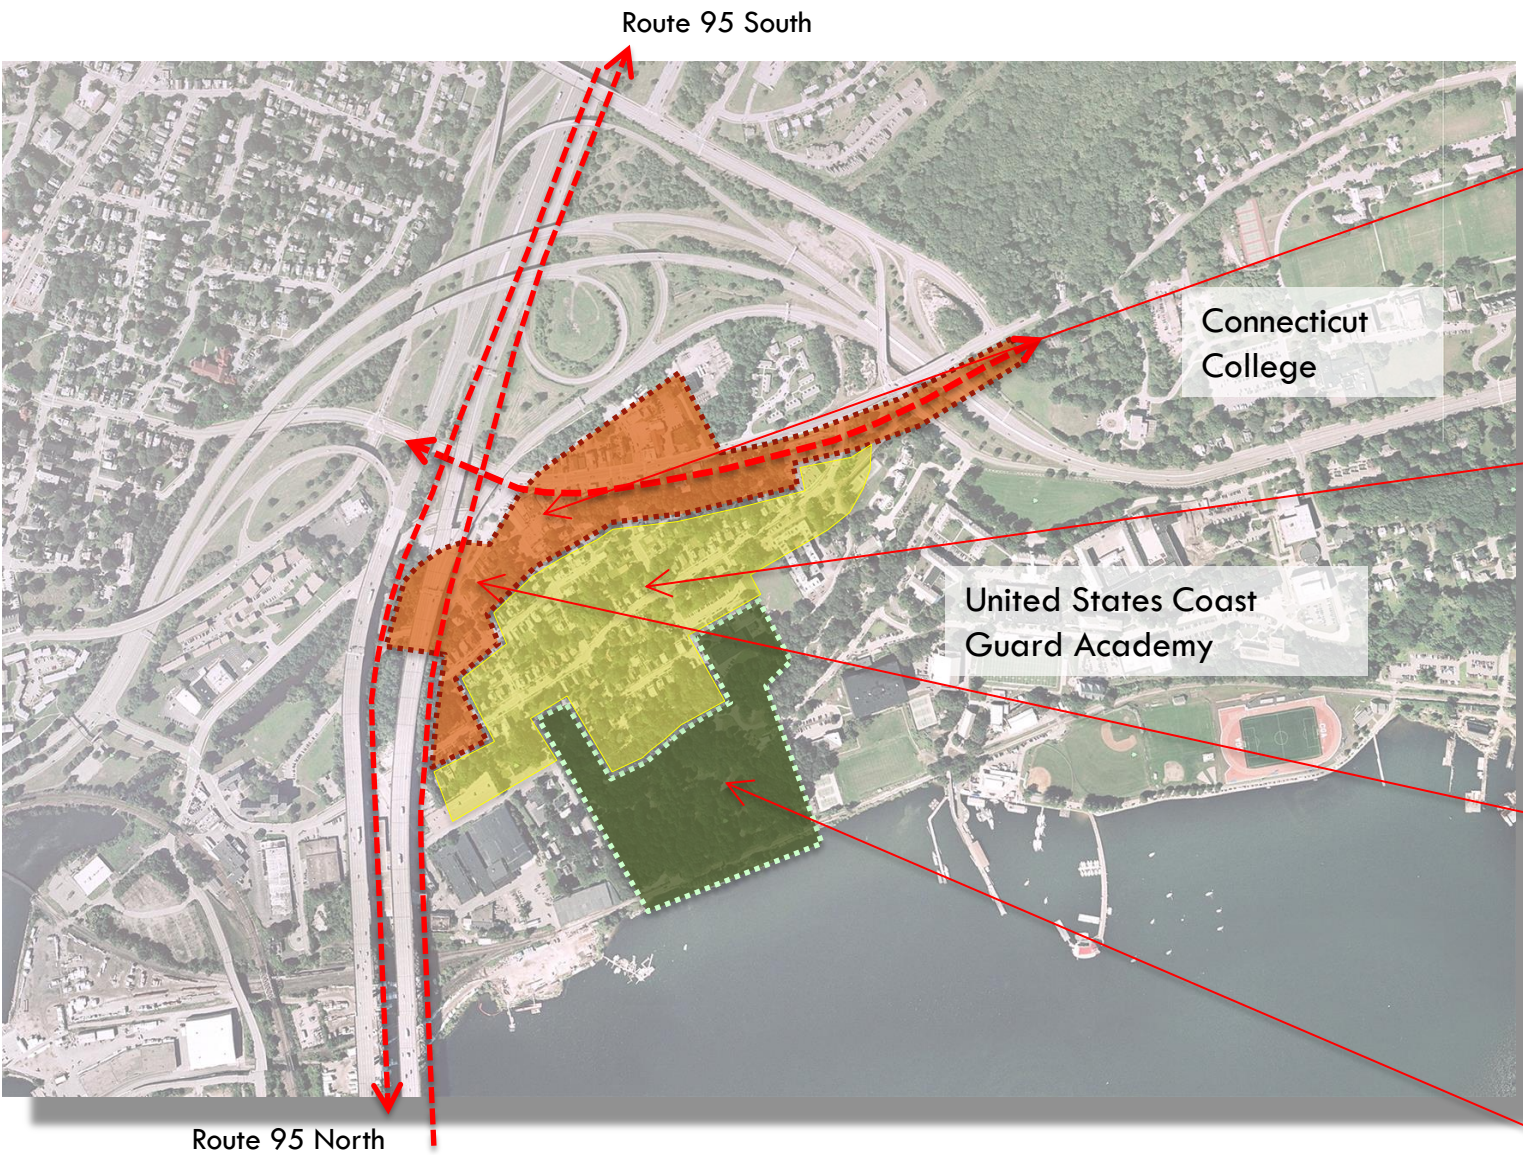 Route 95 South
Connecticut
College
United States Coast
Guard Academy
Route 95 North